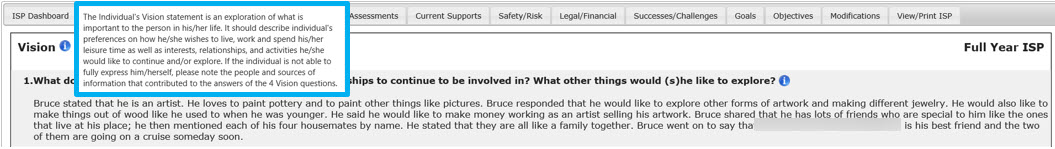 ISP Dashboard
Assessments
Current Supports
Safety/Risk
Legal/Financial
Successes/Challenges
Goals
Objectives
Modifications
View/Print ISP
The Individual's Vision statement is an exploration of what is
important to the person in his/her life. It should describe individual's
preferences on how he/she wishes to live, work and spend his/her
leisure time as well as interests, relationships, and activities he/she
would like to continue and/or explore. If the individual is not able to
fully express him/herself, please note the people and sources of
information that contributed to the answers of the 4 Vision questions.
Vision
Full Year ISP
1.What do ships to continue to be involved in? What other things would (s)he like to explore?
Bruce stated that he is an artist. He loves to paint pottery and to paint other things like pictures. Bruce responded that he would like to explore other forms of artwork and making different jewelry. He would also like to
make things out of wood like he used to when he was younger. He said he would like to make money working as an artist selling his artwork. Bruce shared that he has lots of friends who are special to him like the ones
that live at his place; he then mentioned each of his four housemates by name. He stated that they are all like a family together. Bruce went on to say tha is his best friend and the two
of them are going on a cruise someday soon.